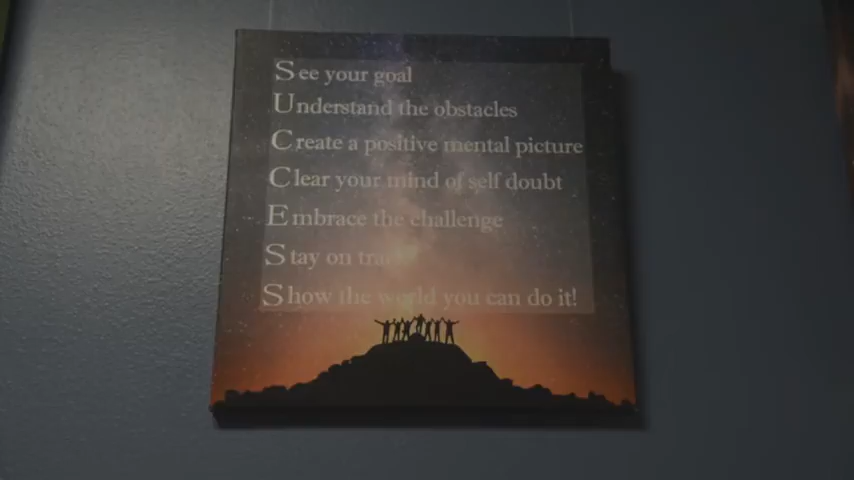 See your goal
Understand the obstacles
Create a positive mental picture
Clear your mind of self doubt
Embrace the challenge
Stay on track
Show the world you can do it!